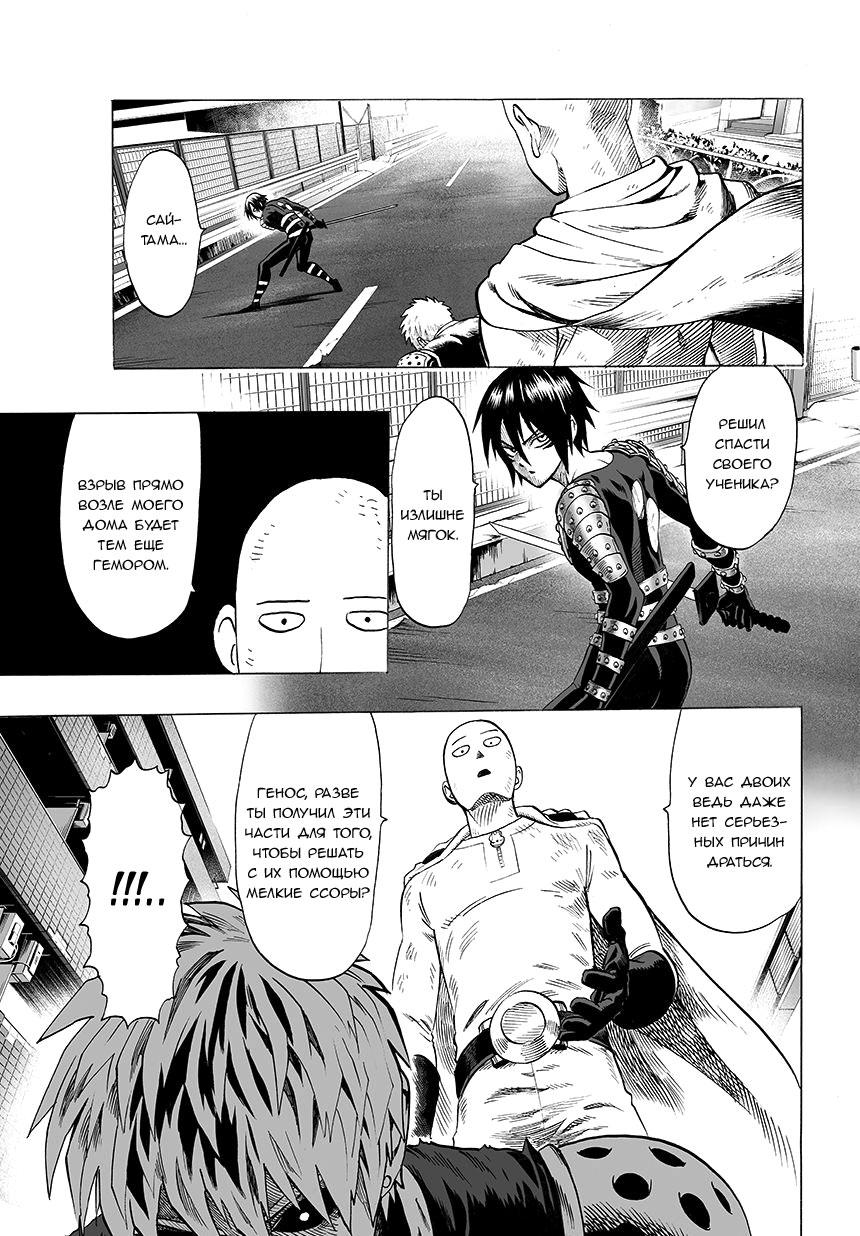 САЙ-
ТАМА...
РЕШИЛ
СПАСТИ
СВОЕГО
УЧЕНИКА?
ТЫ
ИЗЛИШНЕ
МЯГОК.
ВЗРЫВ ПРЯМО
ВОЗЛЕ МОЕГО
ДОМА БУДЕТ
ТЕМ ЕЩЕ
ГЕМОРОМ.
У ВАС ДВОИХ
ВЕДЬ ДАЖЕ
НЕТ СЕРЬЕЗ-
НЫХ ПРИЧИН
ДРАТЬСЯ.
ГЕНОС, РАЗВЕ
ТЫ ПОЛУЧИЛ ЭТИ
ЧАСТИ ДЛЯ ТОГО,
ЧТОБЫ РЕШАТЬ
С ИХ ПОМОЩЬЮ
МЕЛКИЕ ССОРЫ?
!!!..